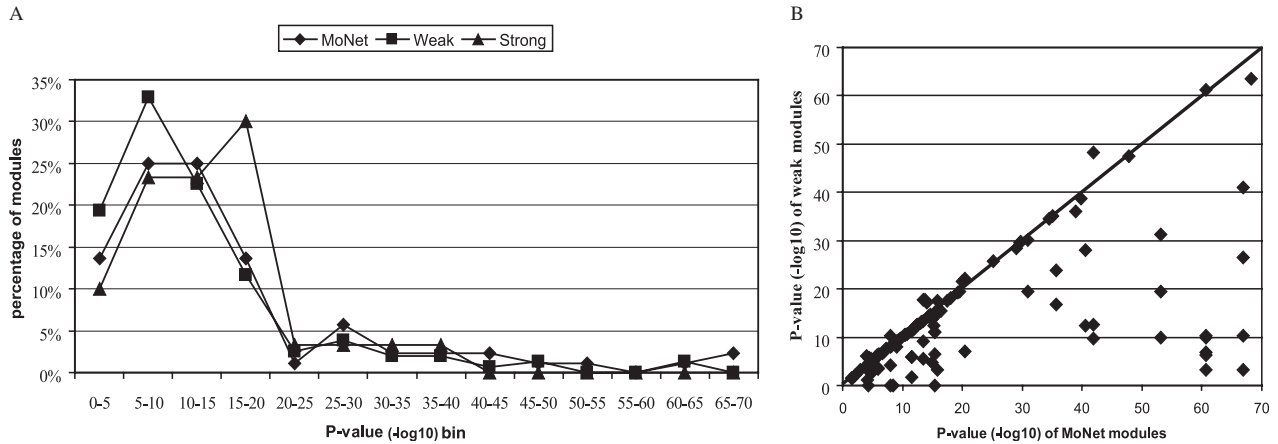 A
MoNet Weak Strong
percentage of modules
35%
30%
25%
20%
15%
10%
5%
0%
0-5 5-10 10-15 15-20 20-25 25-30 30-35 35-40 40-45 45-50 50-55 55-60 60-65 65-70
P-value (-log10) bin
B
P-value (-log10) of weak modules
70
60
50
40
30
20
10
0
0 10 20 30 40 50 60 70
P-value (-log10) of MoNet modules